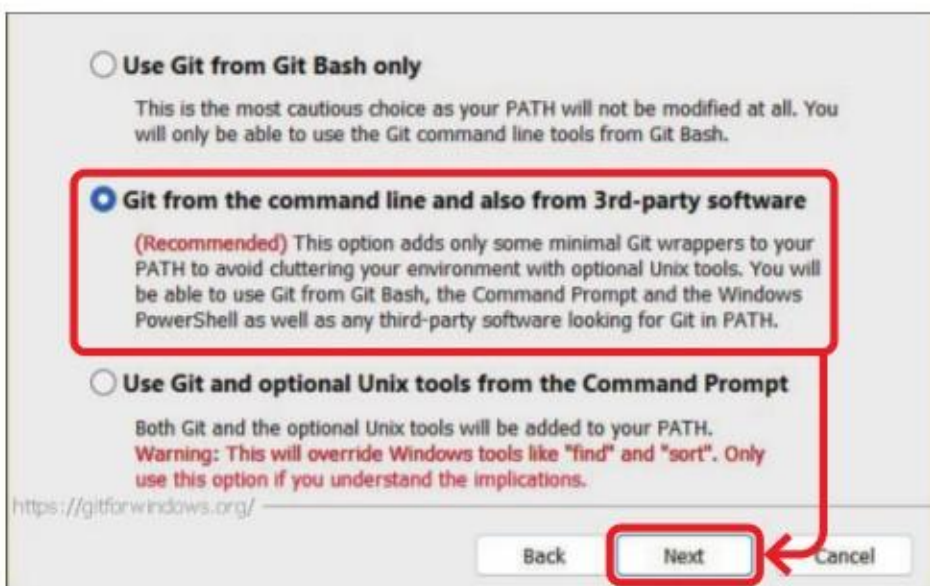 Use Git from Git Bash only
This is the most cautious choice as your PATH will not be modified at all. You
will only be able to use the Git command line tools from Git Bash.
Git from the command line and also from 3rd-party software
(Recommended) This option adds only some minimal Git wrappers to your
PATH to avoid cluttering your environment with optional Unix tools. You will
be able to use Git from Git Bash, the Command Prompt and the Windows
PowerShell as well as any third-party software looking for Git in PATH.
Use Git and optional Unix tools from the Command Prompt
Both Git and the optional Unix tools will be added to your PATH.
Warning: This will override Windows tools like "find" and "sort". Only
use this option if you understand the implications.
https://gitforwindows.org/
Back Next Cancel